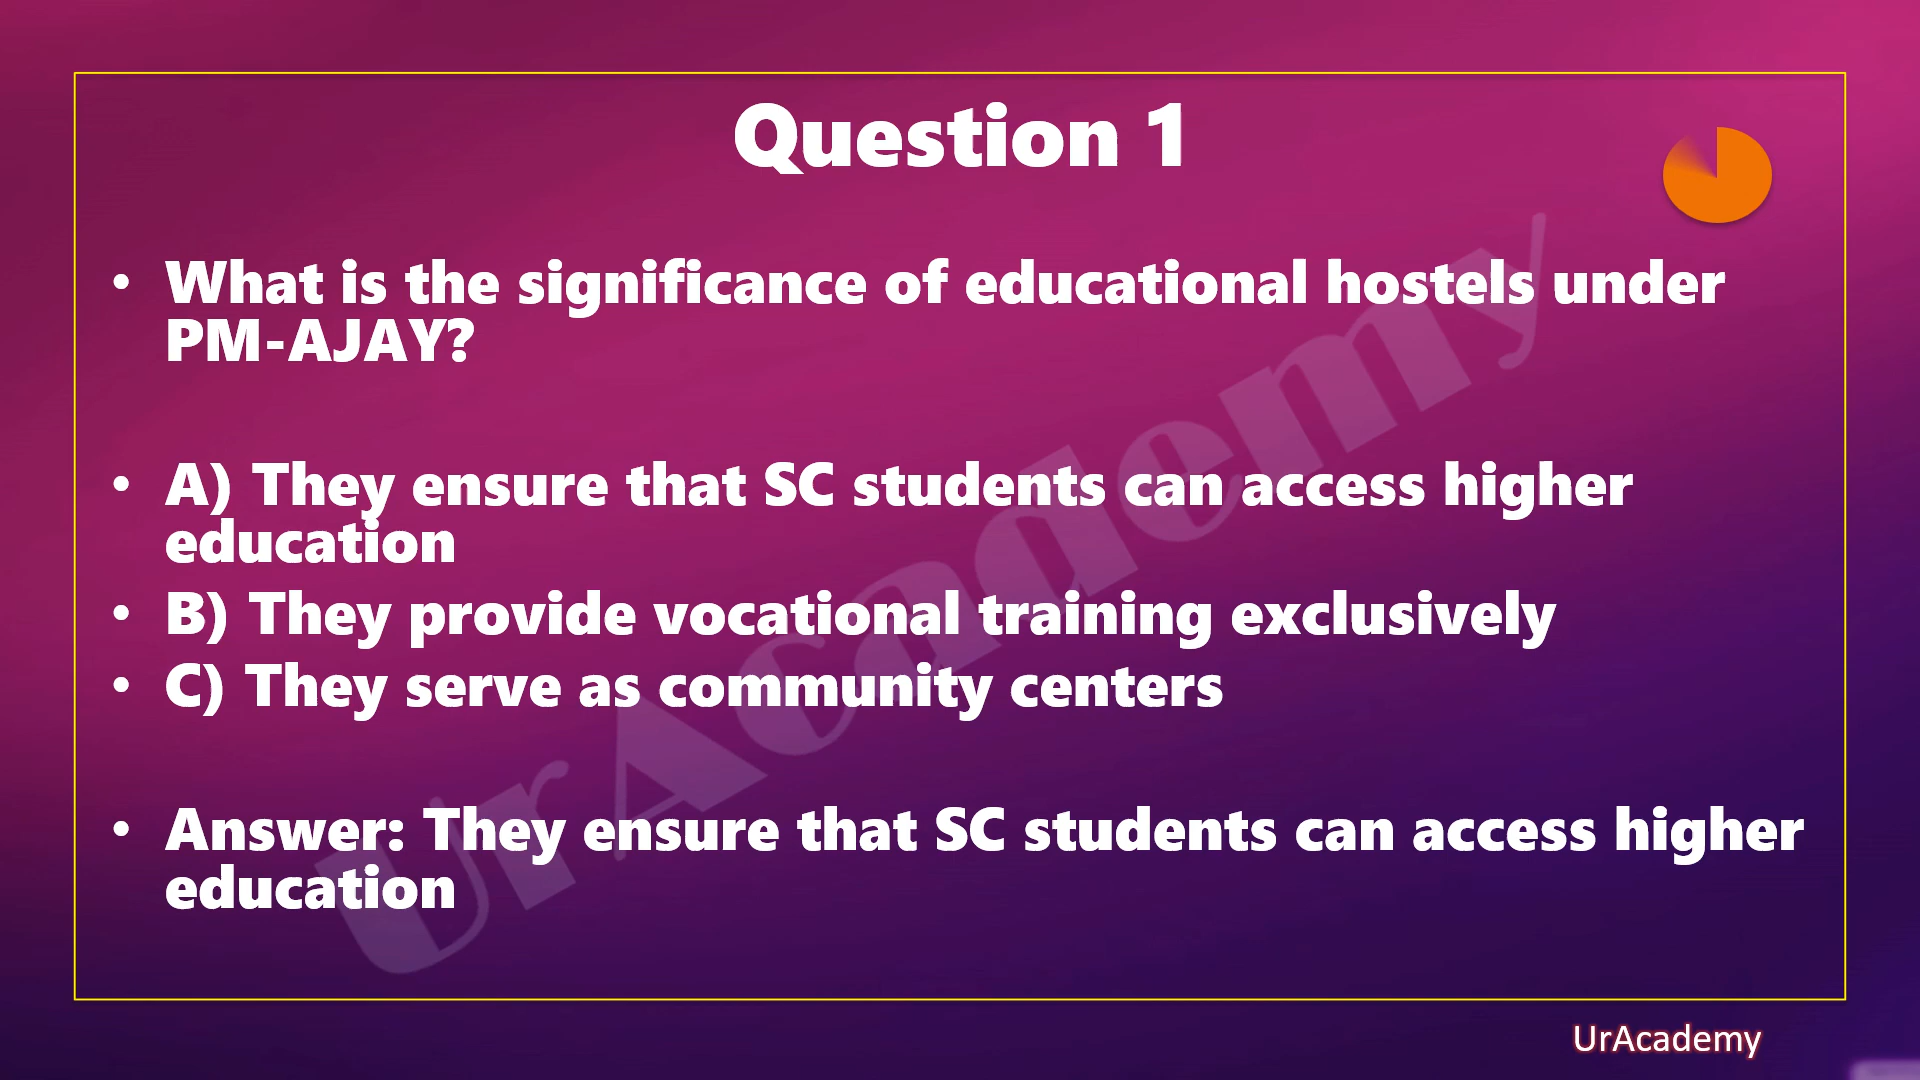 Question 1
• What is the significance of educational hostels under
PM-AJAY?
• A) They ensure that SC students can access higher
education
• B) They provide vocational training exclusively
• C) They serve as community centers
• Answer: They ensure that SC students can access higher
education
UrAcademy
UrAcademy